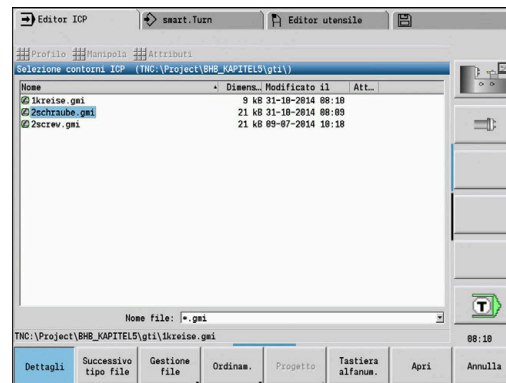 Editor ICP
smart.Turn
Editor utensile
Profilo Manipola Attributi
Selezione contorni ICP (TNC:\Project\BHB_KAPITEL5\gti\)
Nome Dimens… Modificato il Att…
1kreise.gmi 9 kB 31-10-2014 08:10
2schraube.gmi 21 kB 31-10-2014 08:09
2screw.gmi 21 kB 09-07-2014 10:18
Nome file: *.gmi
TNC:\Project\BHB_KAPITEL5\gti\1kreise.gmi
T
08:10
Dettagli
Successivo tipo file
Gestione file
Ordinam.
Progetto
Tastiera alfanum.
Apri
Annulla